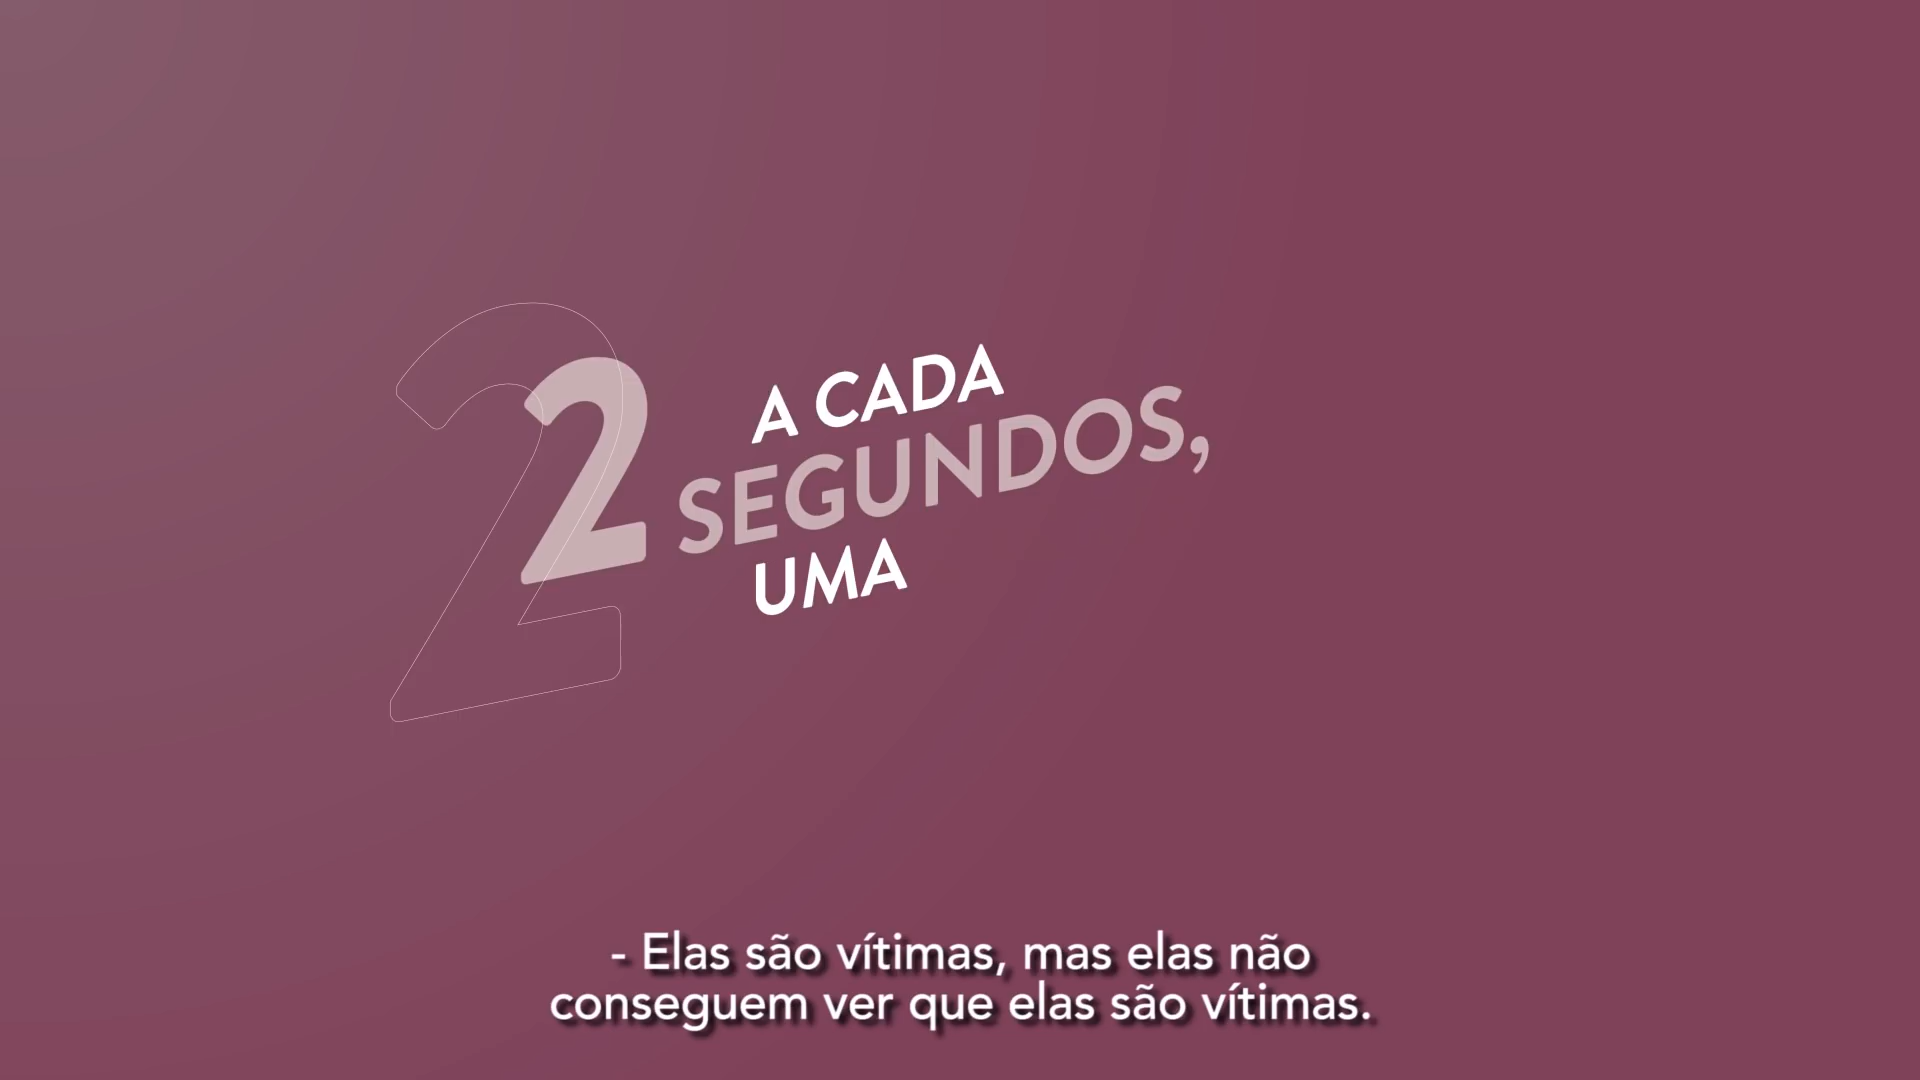 A CADA
2 SEGUNDOS,
UMA
- Elas são vítimas, mas elas não
conseguem ver que elas são vítimas.